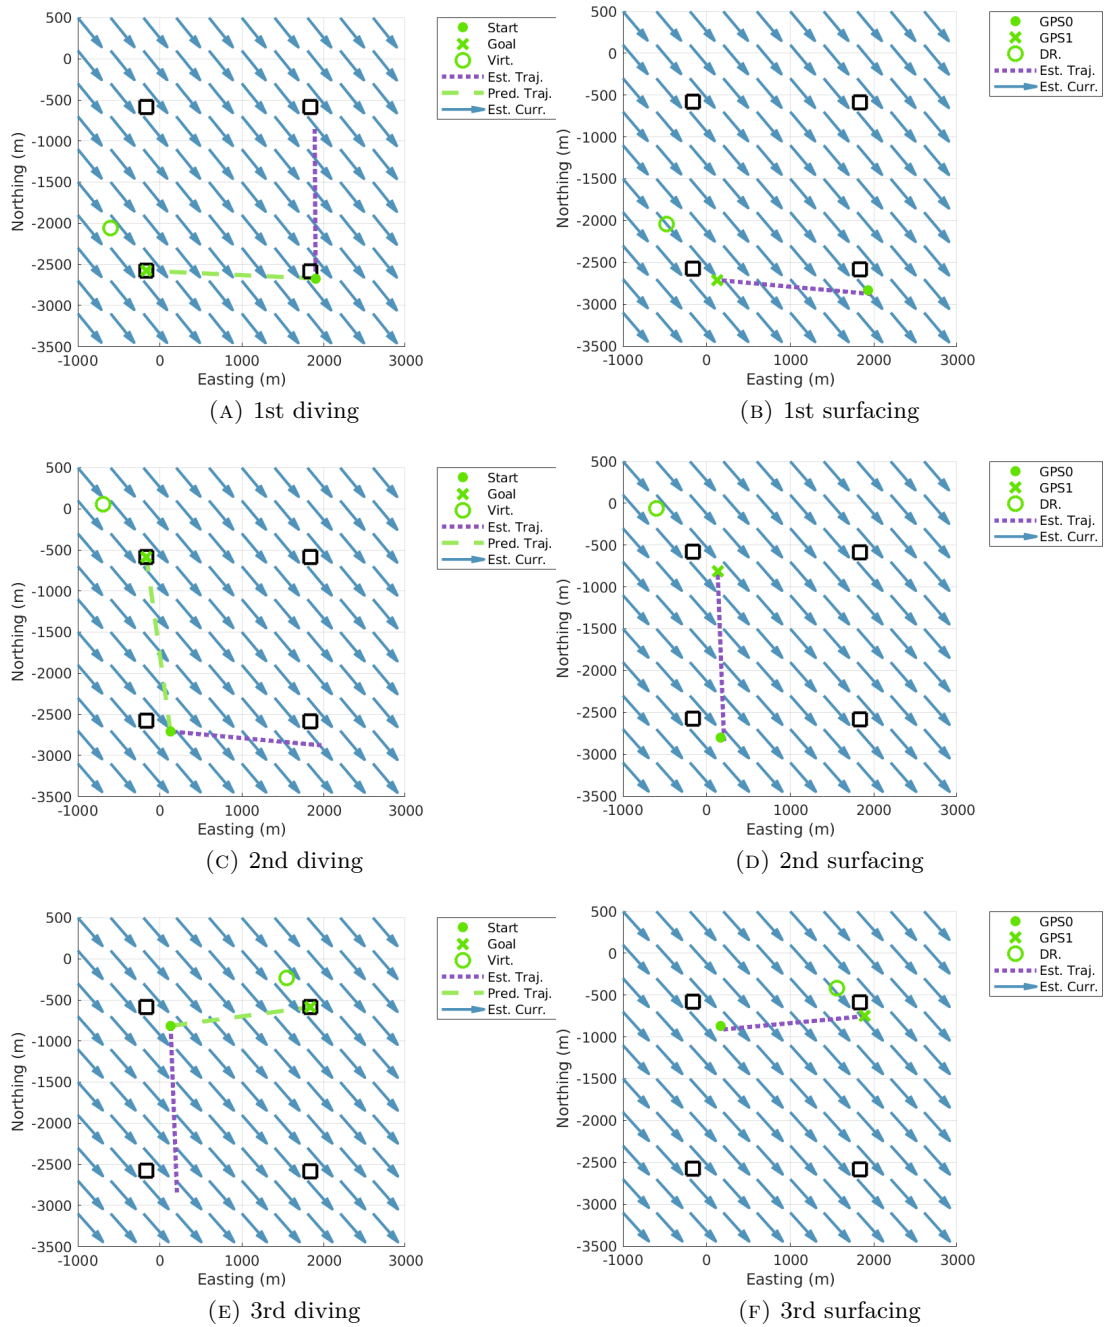 500
0
-500
-1000
-1500
-2000
-2500
-3000
-3500
Northing (m)
-1000
0
1000
2000
3000
Easting (m)
Start
Goal
Virt.
Est. Traj.
Pred. Traj.
Est. Curr.
(A) 1st diving
500
0
-500
-1000
-1500
-2000
-2500
-3000
-3500
Northing (m)
-1000
0
1000
2000
3000
Easting (m)
GPS0
GPS1
DR.
Est. Traj.
Est. Curr.
(B) 1st surfacing
500
0
-500
-1000
-1500
-2000
-2500
-3000
-3500
Northing (m)
-1000
0
1000
2000
3000
Easting (m)
Start
Goal
Virt.
Est. Traj.
Pred. Traj.
Est. Curr.
(C) 2nd diving
500
0
-500
-1000
-1500
-2000
-2500
-3000
-3500
Northing (m)
-1000
0
1000
2000
3000
Easting (m)
GPS0
GPS1
DR.
Est. Traj.
Est. Curr.
(D) 2nd surfacing
500
0
-500
-1000
-1500
-2000
-2500
-3000
-3500
Northing (m)
-1000
0
1000
2000
3000
Easting (m)
Start
Goal
Virt.
Est. Traj.
Pred. Traj.
Est. Curr.
(E) 3rd diving
500
0
-500
-1000
-1500
-2000
-2500
-3000
-3500
Northing (m)
-1000
0
1000
2000
3000
Easting (m)
GPS0
GPS1
DR.
Est. Traj.
Est. Curr.
(F) 3rd surfacing